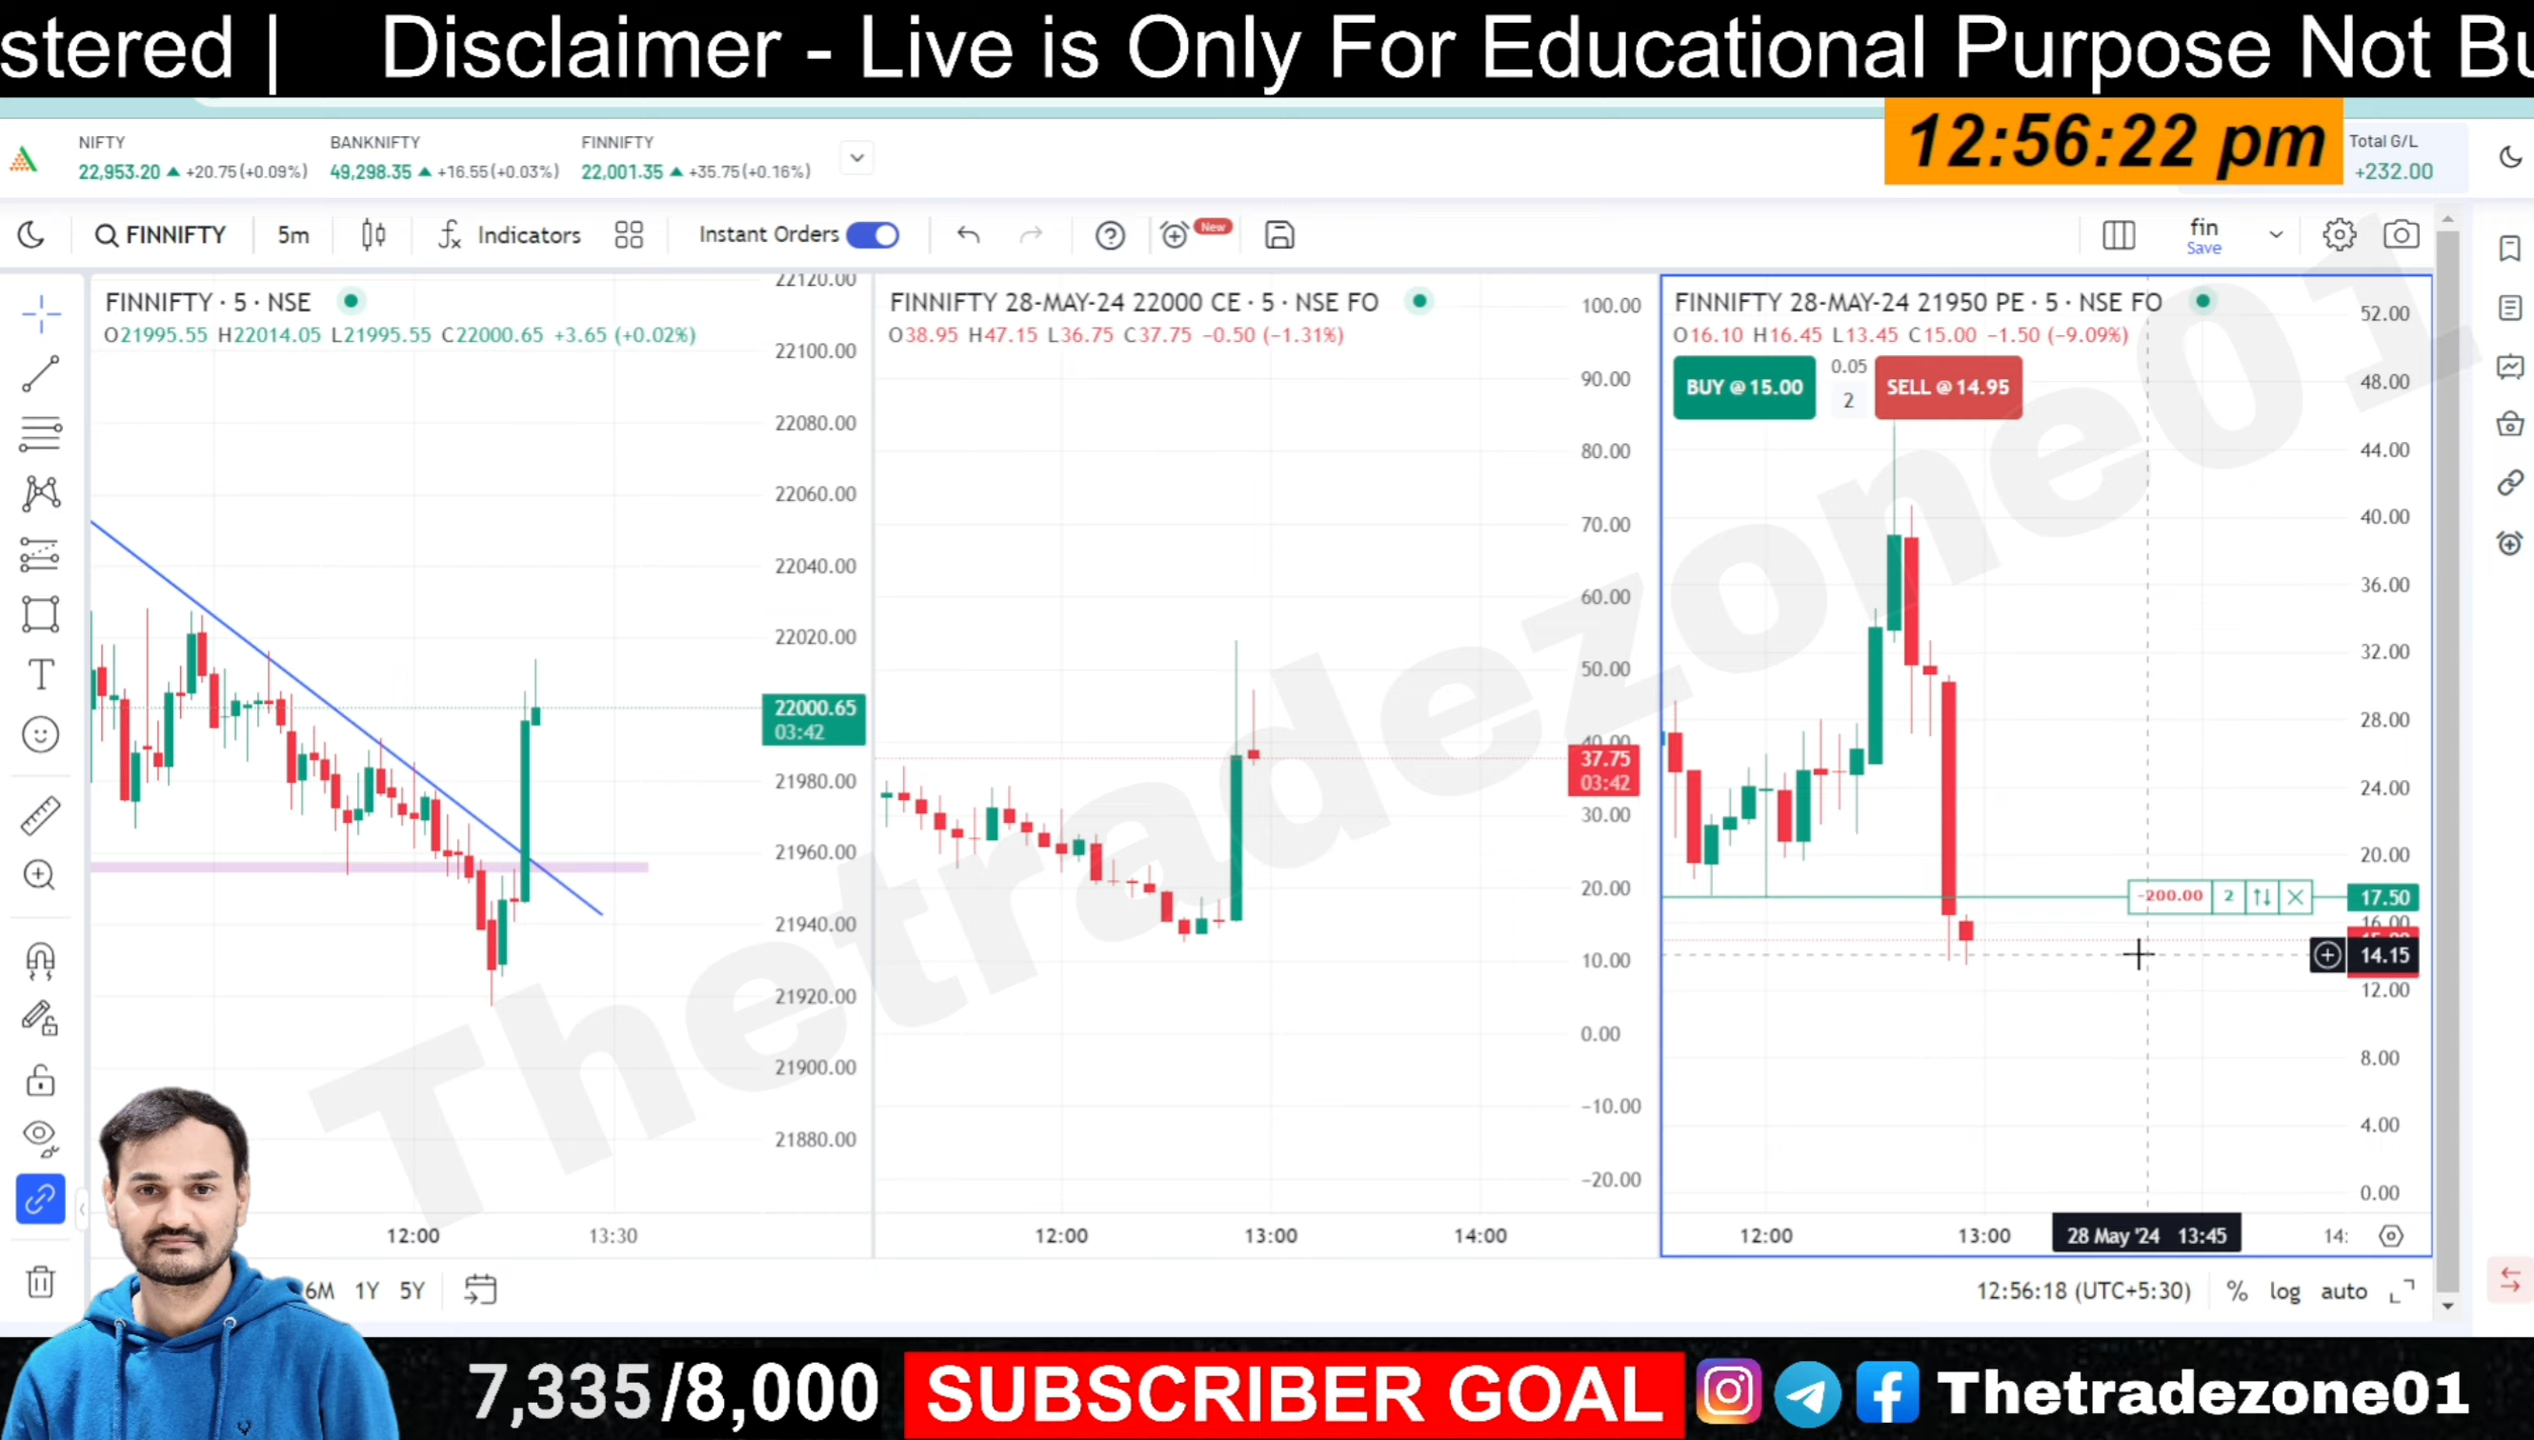 stered |    Disclaimer - Live is Only For Educational Purpose Not Bu
12:56:22 pm
NIFTY
22,953.20 ▲ +20.75(+0.09%)
BANKNIFTY
49,298.35 ▲ +16.55(+0.03%)
FINNIFTY
22,001.35 ▲ +35.75(+0.16%)
Total G/L
+232.00
FINNIFTY
5m
Indicators
Instant Orders
New
fin
Save
FINNIFTY · 5 · NSE
O21995.55 H22014.05 L21995.55 C22000.65 +3.65 (+0.02%)
22120.00
22100.00
22080.00
22060.00
22040.00
22020.00
22000.65
03:42
21980.00
21960.00
21940.00
21920.00
21900.00
21880.00
12:00
13:30
FINNIFTY 28-MAY-24 22000 CE · 5 · NSE FO
O38.95 H47.15 L36.75 C37.75 −0.50 (−1.31%)
100.00
90.00
80.00
70.00
60.00
50.00
40.00
37.75
03:42
30.00
20.00
10.00
0.00
−10.00
−20.00
12:00
13:00
14:00
FINNIFTY 28-MAY-24 21950 PE · 5 · NSE FO
O16.10 H16.45 L13.45 C15.00 −1.50 (−9.09%)
BUY @ 15.00
0.05
2
SELL @ 14.95
52.00
48.00
44.00
40.00
36.00
32.00
28.00
24.00
20.00
-200.00 2
17.50
16.00
14.15
12.00
8.00
4.00
0.00
12:00
13:00
28 May '24 13:45
14:
Thetradezone01
6M 1Y 5Y
12:56:18 (UTC+5:30) % log auto
7,335/8,000
SUBSCRIBER GOAL
Thetradezone01